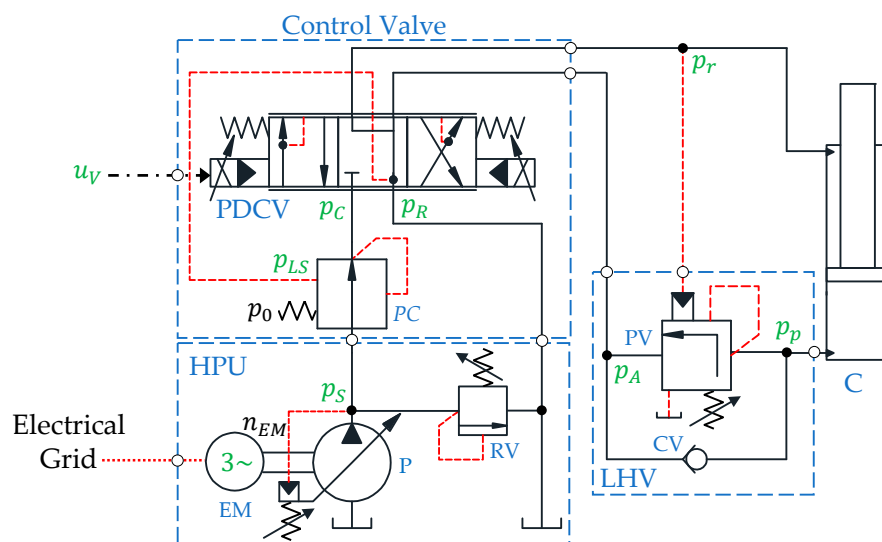 Control Valve
p_r
u_V
PDCV
p_C
p_R
p_LS
p_0
PC
PV
p_p
p_A
C
HPU
p_S
Electrical
Grid
n_EM
3~
P
RV
CV
EM
LHV